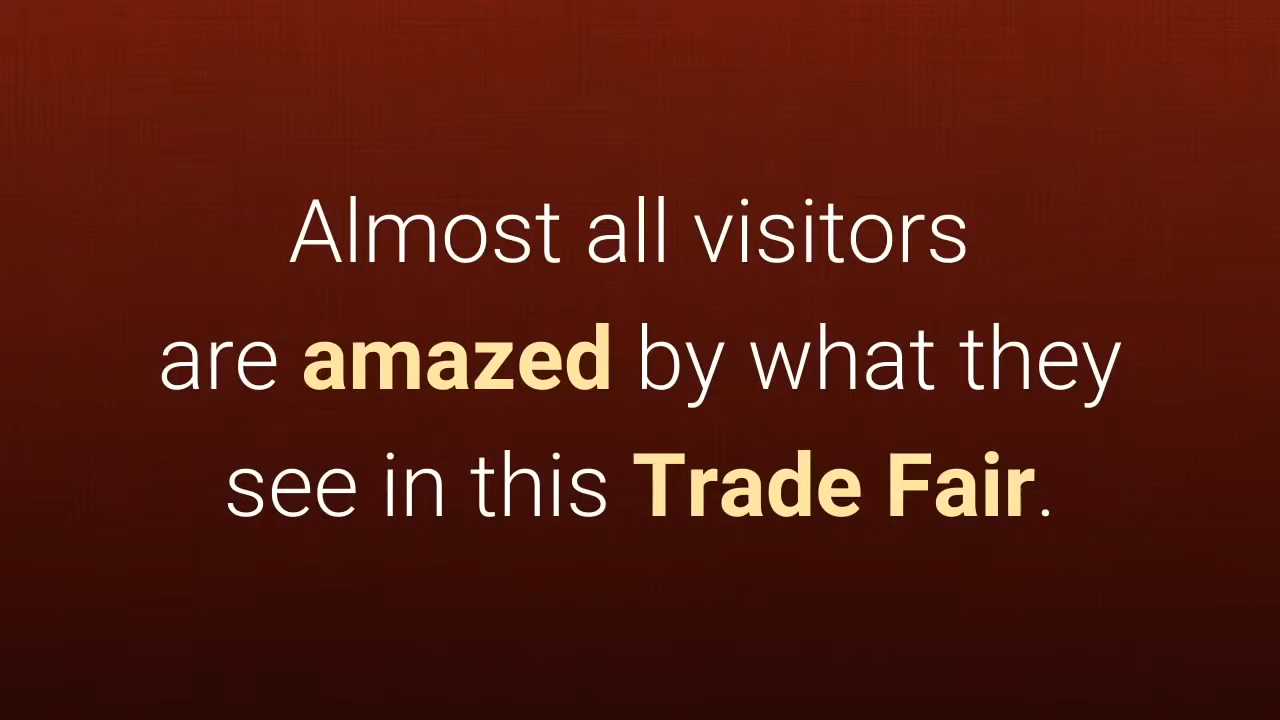 Almost all visitors
are amazed by what they
see in this Trade Fair.